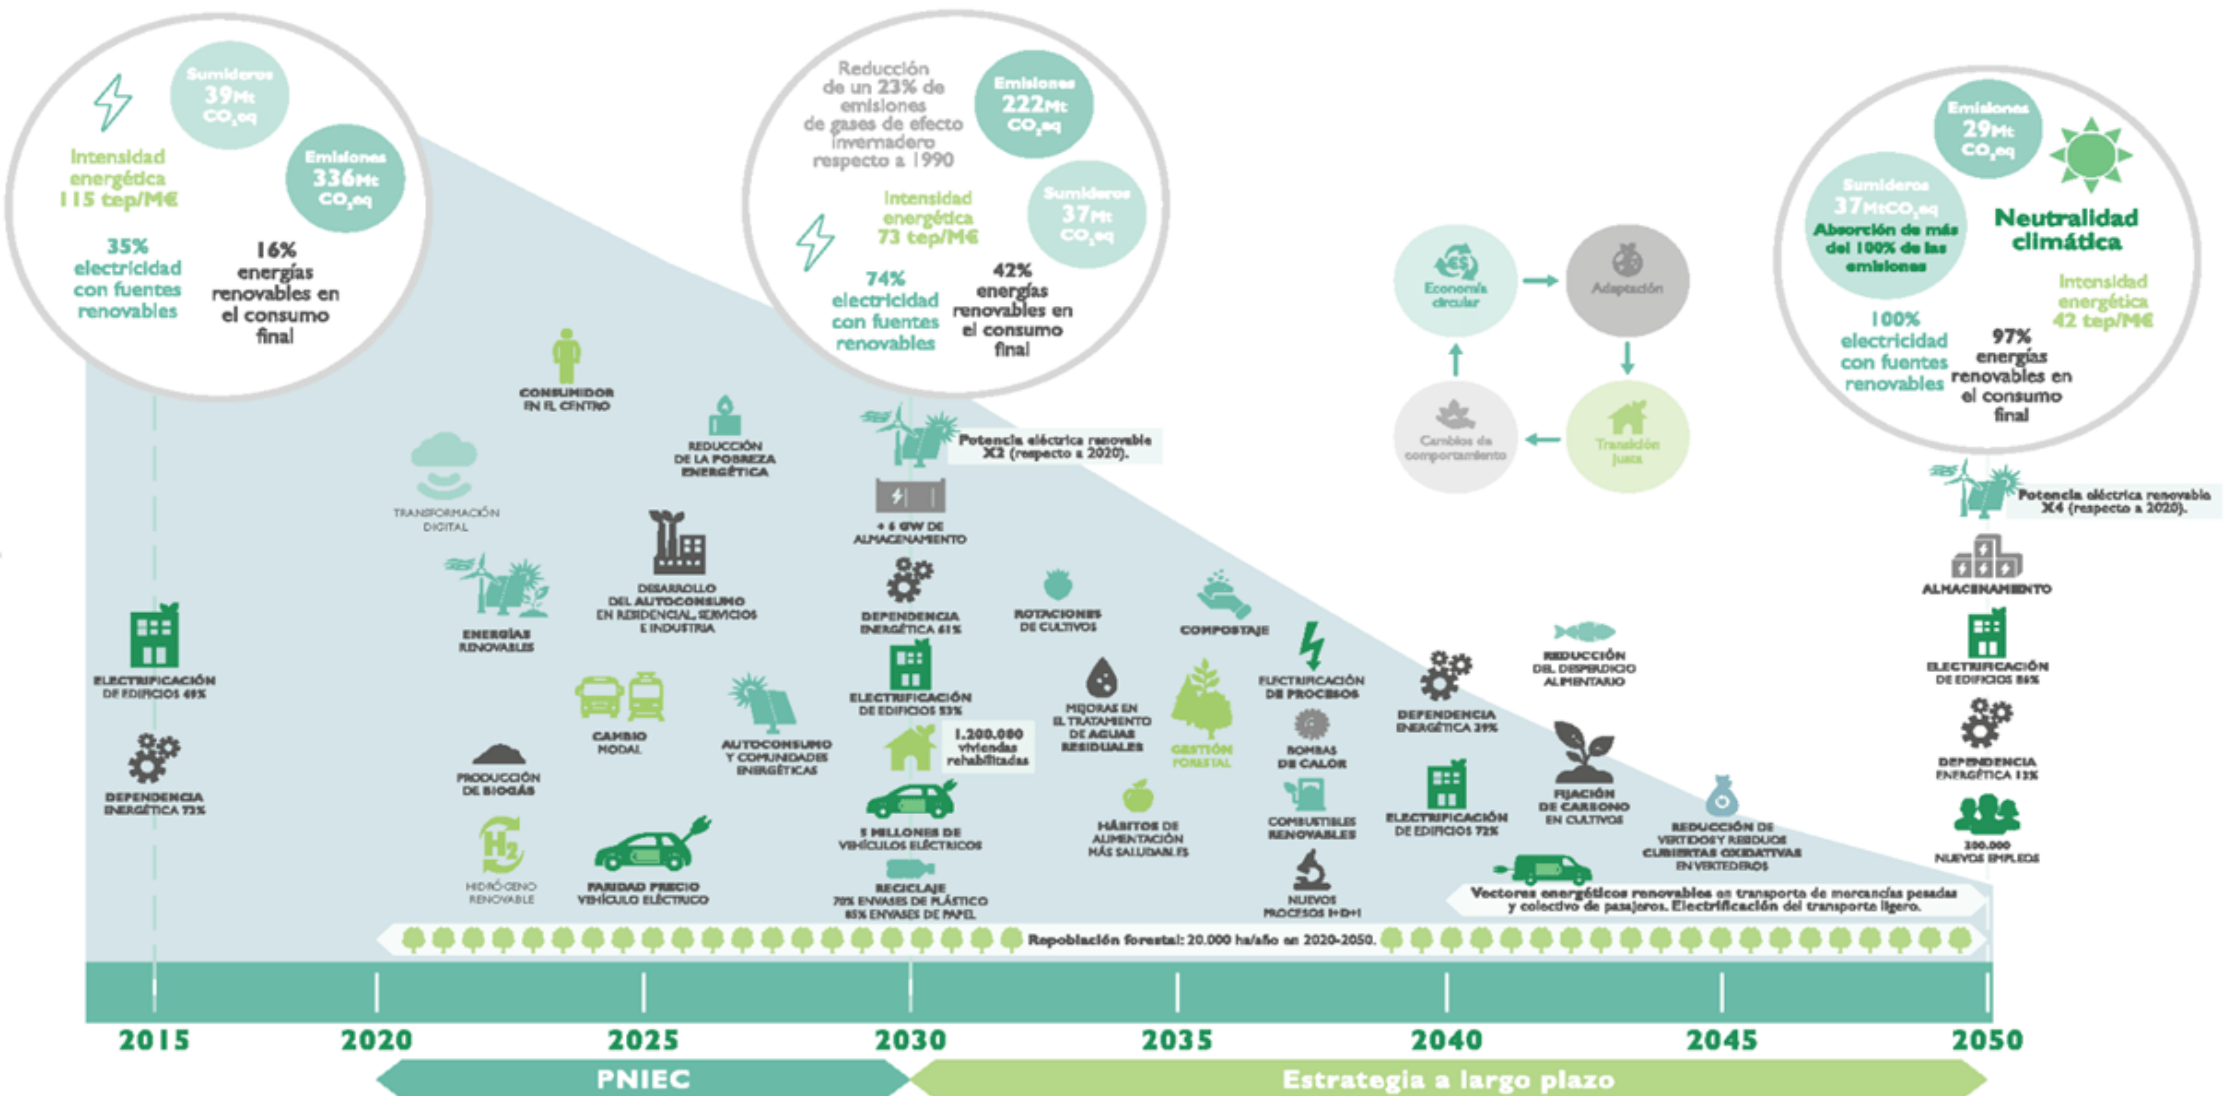 Sumideros
39Mt
CO₂eq
Intensidad
energética
115 tep/M€
Emisiones
336Mt
CO₂eq
35%
electricidad
con fuentes
renovables
16%
energías
renovables en
el consumo
final
Reducción
de un 23% de
emisiones
de gases de efecto
invernadero
respecto a 1990
Emisiones
222Mt
CO₂eq
Intensidad
energética
73 tep/M€
Sumideros
37Mt
CO₂eq
74%
electricidad
con fuentes
renovables
42%
energías
renovables en
el consumo
final
Economía
circular
Adaptación
Cambios de
comportamiento
Transición
Justa
Emisiones
29Mt
CO₂eq
Sumideros
37MtCO₂eq
Absorción de más
del 100% de las
emisiones
Neutralidad
climática
Intensidad
energética
42 tep/M€
100%
electricidad
con fuentes
renovables
97%
energías
renovables en
el consumo
final
ELECTRIFICACIÓN
DE EDIFICIOS
DEPENDENCIA
ENERGÉTICA 73%
CONSUMIDOR
EN EL CENTRO
TRANSFORMACIÓN
DIGITAL
REDUCCIÓN
DE LA POBREZA
ENERGÉTICA
ENERGÍAS
RENOVABLES
DESARROLLO
DEL AUTOCONSUMO
EN RESIDENCIAL, SERVICIOS
E INDUSTRIA
CAMBIO
MODAL
AUTOCONSUMO
Y COMUNIDADES
ENERGÉTICAS
PRODUCCIÓN
DE BIOGÁS
HIDRÓGENO
RENOVABLE
PARIDAD PRECIO
VEHÍCULO ELÉCTRICO
Potencia eléctrica renovable
X2 (respecto a 2020).
+ 6 GW DE
ALMACENAMIENTO
DEPENDENCIA
ENERGÉTICA 61%
ELECTRIFICACIÓN
DE EDIFICIOS 53%
1.200.000
viviendas
rehabilitadas
5 MILLONES DE
VEHÍCULOS ELÉCTRICOS
RECICLAJE
70% ENVASES DE PLÁSTICO
85% ENVASES DE PAPEL
ROTACIONES
DE CULTIVOS
COMPOSTAJE
MEJORAS EN
EL TRATAMIENTO
DE AGUAS
RESIDUALES
GESTIÓN
FORESTAL
HÁBITOS DE
ALIMENTACIÓN
MÁS SALUDABLES
ELECTRIFICACIÓN
DE PROCESOS
BOMBAS
DE CALOR
COMBUSTIBLES
RENOVABLES
NUEVOS
PROCESOS I+D+I
DEPENDENCIA
ENERGÉTICA 39%
ELECTRIFICACIÓN
DE EDIFICIOS 72%
REDUCCIÓN
DEL DESPERDICIO
ALIMENTARIO
FIJACIÓN
DE CARBONO
EN CULTIVOS
REDUCCIÓN DE
VERTIDOS Y RESIDUOS
CUBIERTAS OXIDATIVAS
EN VERTEDEROS
Vectores energéticos renovables en transporte de mercancías pesadas
y colectivo de pasajeros. Electrificación del transporte ligero.
Potencia eléctrica renovable
X4 (respecto a 2020).
ALMACENAMIENTO
ELECTRIFICACIÓN
DE EDIFICIOS
DEPENDENCIA
ENERGÉTICA 13%
300.000
NUEVOS EMPLEOS
Repoblación forestal: 20.000 ha/año en 2020-2050.
2015
2020
2025
2030
2035
2040
2045
2050
PNIEC
Estrategia a largo plazo